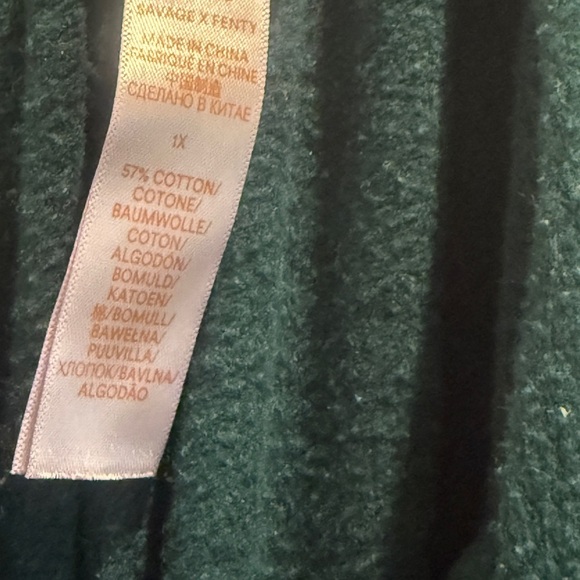 SAVAGE X FENTY
MADE IN CHINA
FABRIQUÉ EN CHINE
中国制造
СДЕЛАНО В КИТАЕ
1X
57% COTTON/
COTONE/
BAUMWOLLE/
COTON/
ALGODÓN/
BOMULD/
KATOEN/
棉/BOMULL/
BAWEŁNA/
PUUVILLA/
ХЛОПОК/BAVLNA/
ALGODÃO